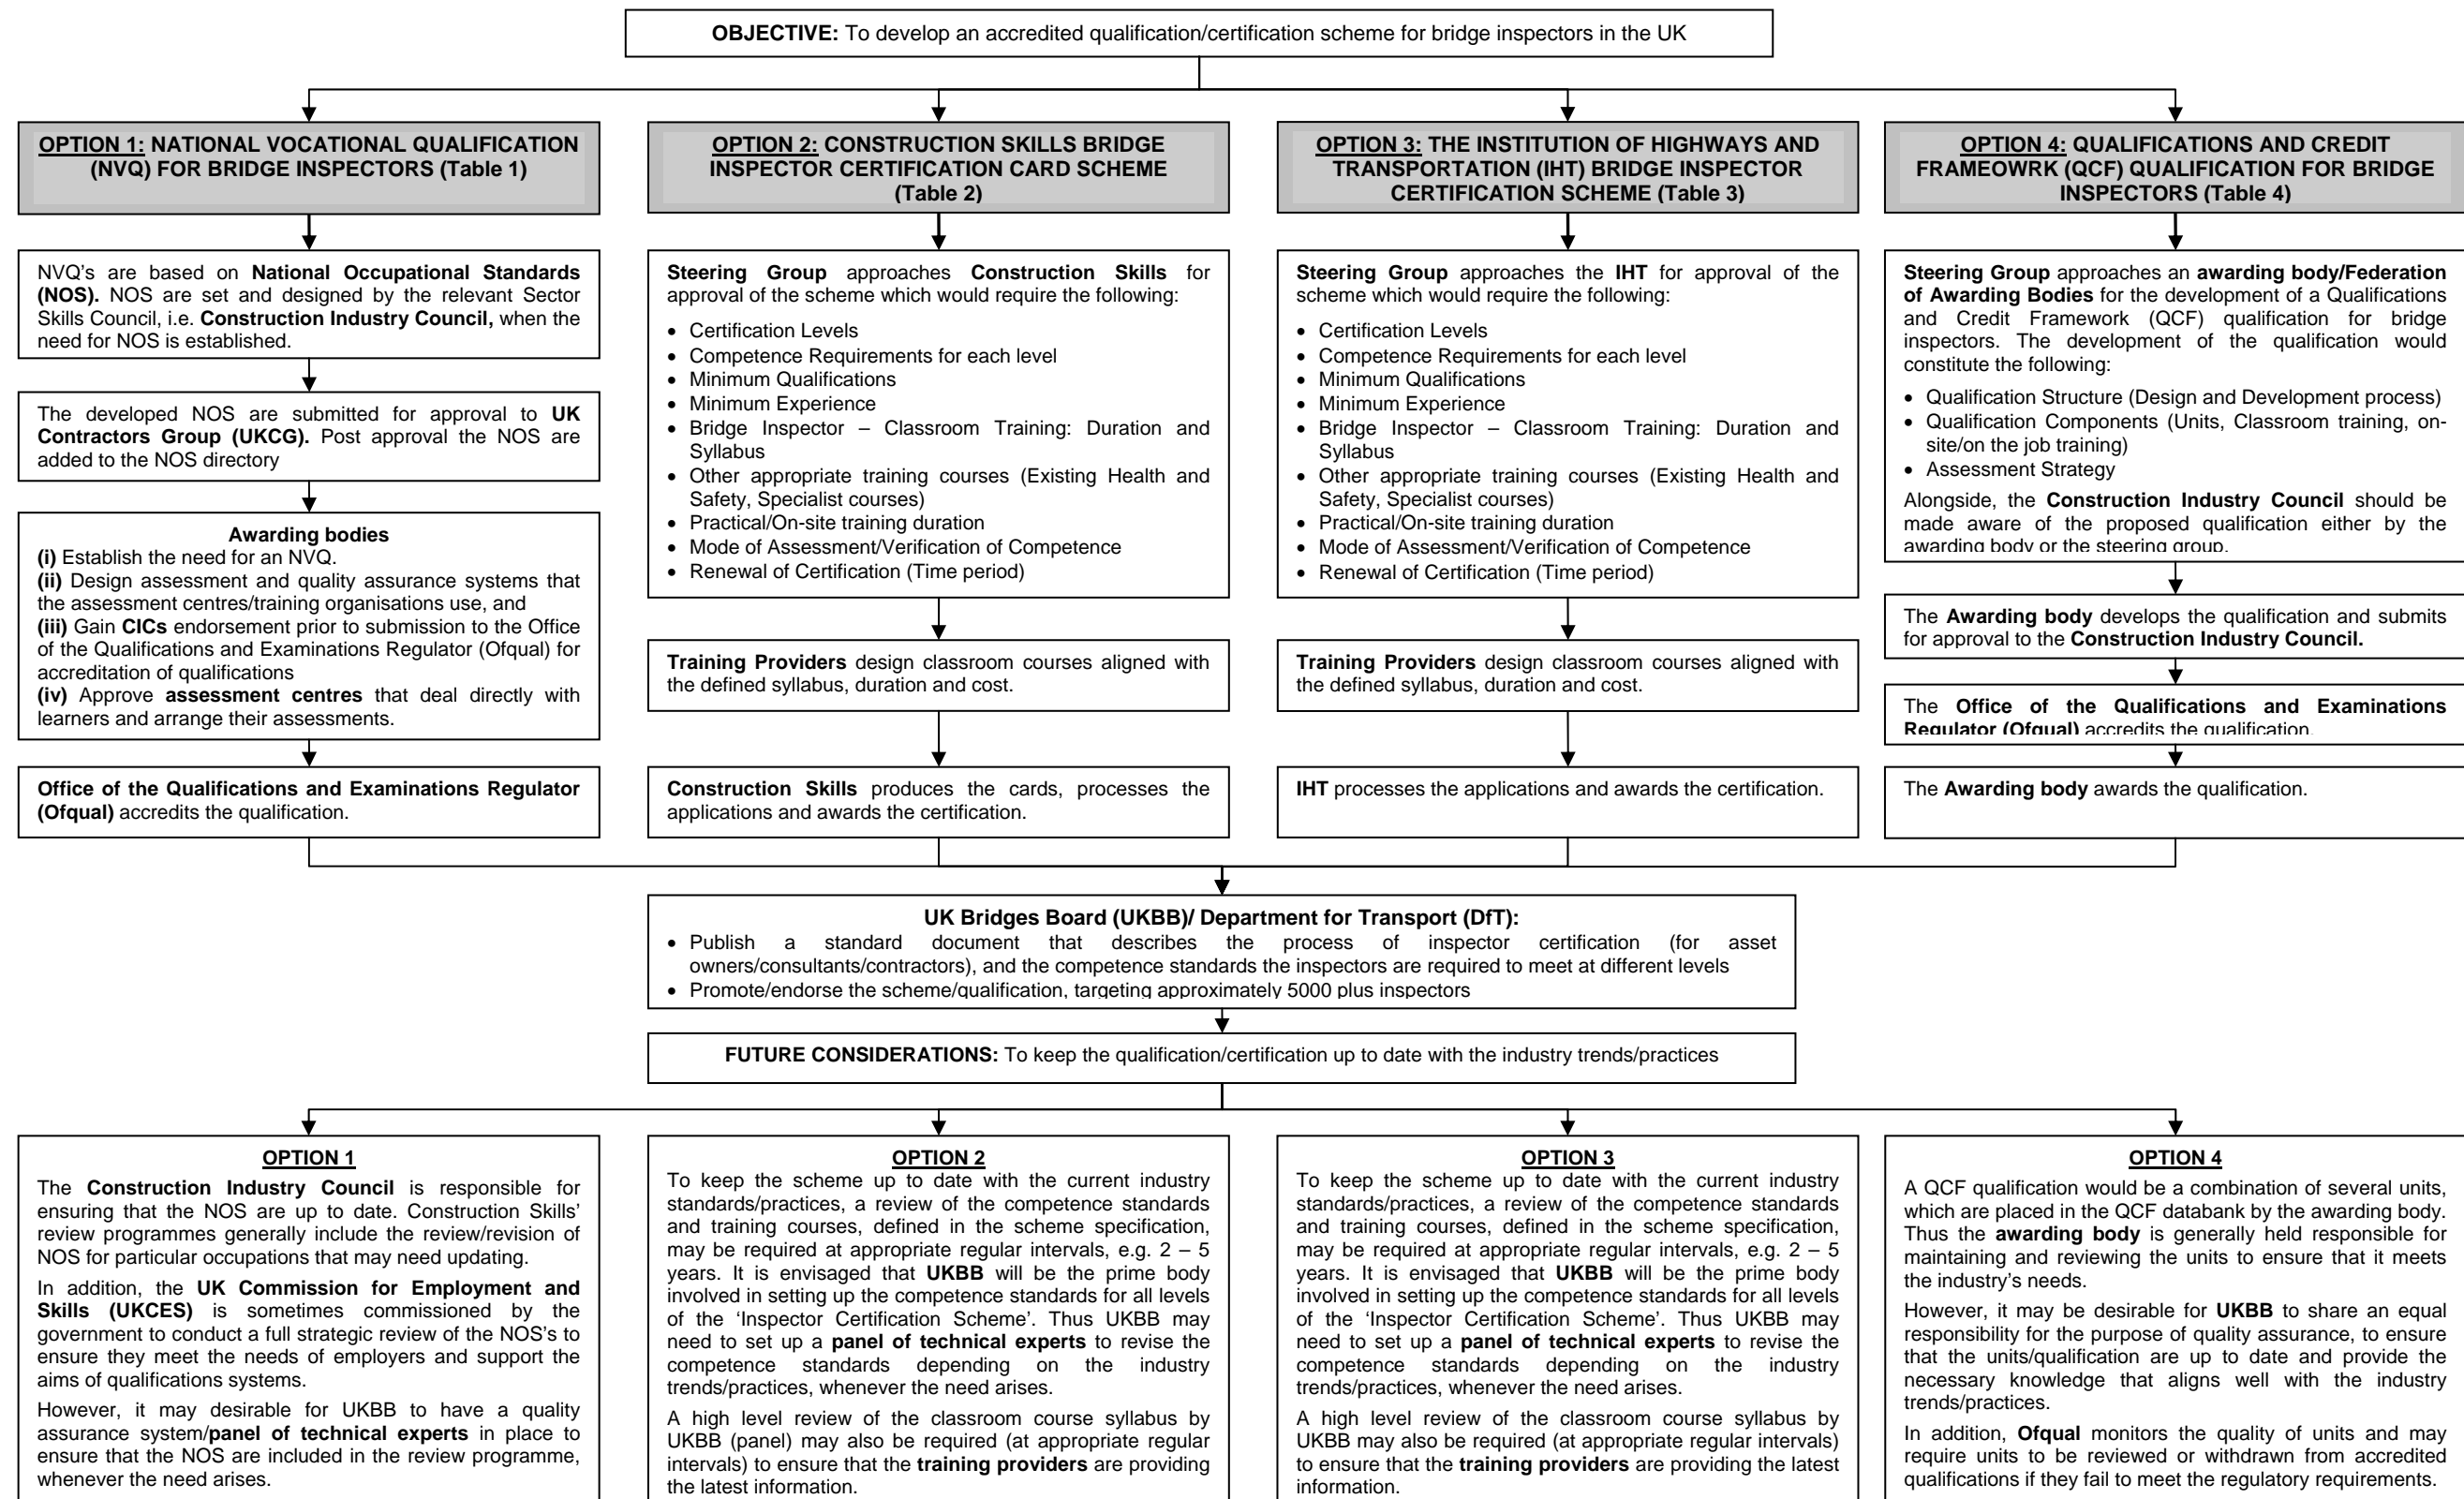 OBJECTIVE: To develop an accredited qualification/certification scheme for bridge inspectors in the UK
OPTION 1: NATIONAL VOCATIONAL QUALIFICATION
(NVQ) FOR BRIDGE INSPECTORS (Table 1)
OPTION 2: CONSTRUCTION SKILLS BRIDGE
INSPECTOR CERTIFICATION CARD SCHEME
(Table 2)
OPTION 3: THE INSTITUTION OF HIGHWAYS AND
TRANSPORTATION (IHT) BRIDGE INSPECTOR
CERTIFICATION SCHEME (Table 3)
OPTION 4: QUALIFICATIONS AND CREDIT
FRAMEOWRK (QCF) QUALIFICATION FOR BRIDGE
INSPECTORS (Table 4)
NVQ's are based on National Occupational Standards
(NOS). NOS are set and designed by the relevant Sector
Skills Council, i.e. Construction Industry Council, when the
need for NOS is established.
The developed NOS are submitted for approval to UK
Contractors Group (UKCG). Post approval the NOS are
added to the NOS directory
Awarding bodies
(i) Establish the need for an NVQ.
(ii) Design assessment and quality assurance systems that
the assessment centres/training organisations use, and
(iii) Gain CICs endorsement prior to submission to the Office
of the Qualifications and Examinations Regulator (Ofqual) for
accreditation of qualifications
(iv) Approve assessment centres that deal directly with
learners and arrange their assessments.
Office of the Qualifications and Examinations Regulator
(Ofqual) accredits the qualification.
Steering Group approaches Construction Skills for
approval of the scheme which would require the following:
• Certification Levels
• Competence Requirements for each level
• Minimum Qualifications
• Minimum Experience
• Bridge Inspector – Classroom Training: Duration and
Syllabus
• Other appropriate training courses (Existing Health and
Safety, Specialist courses)
• Practical/On-site training duration
• Mode of Assessment/Verification of Competence
• Renewal of Certification (Time period)
Training Providers design classroom courses aligned with
the defined syllabus, duration and cost.
Construction Skills produces the cards, processes the
applications and awards the certification.
Steering Group approaches the IHT for approval of the
scheme which would require the following:
• Certification Levels
• Competence Requirements for each level
• Minimum Qualifications
• Minimum Experience
• Bridge Inspector – Classroom Training: Duration and
Syllabus
• Other appropriate training courses (Existing Health and
Safety, Specialist courses)
• Practical/On-site training duration
• Mode of Assessment/Verification of Competence
• Renewal of Certification (Time period)
Training Providers design classroom courses aligned with
the defined syllabus, duration and cost.
IHT processes the applications and awards the certification.
Steering Group approaches an awarding body/Federation
of Awarding Bodies for the development of a Qualifications
and Credit Framework (QCF) qualification for bridge
inspectors. The development of the qualification would
constitute the following:
• Qualification Structure (Design and Development process)
• Qualification Components (Units, Classroom training, on-
site/on the job training)
• Assessment Strategy
Alongside, the Construction Industry Council should be
made aware of the proposed qualification either by the
awarding body or the steering group.
The Awarding body develops the qualification and submits
for approval to the Construction Industry Council.
The Office of the Qualifications and Examinations
Regulator (Ofqual) accredits the qualification.
The Awarding body awards the qualification.
UK Bridges Board (UKBB)/ Department for Transport (DfT):
• Publish a standard document that describes the process of inspector certification (for asset
owners/consultants/contractors), and the competence standards the inspectors are required to meet at different levels
• Promote/endorse the scheme/qualification, targeting approximately 5000 plus inspectors
FUTURE CONSIDERATIONS: To keep the qualification/certification up to date with the industry trends/practices
OPTION 1
The Construction Industry Council is responsible for
ensuring that the NOS are up to date. Construction Skills'
review programmes generally include the review/revision of
NOS for particular occupations that may need updating.
In addition, the UK Commission for Employment and
Skills (UKCES) is sometimes commissioned by the
government to conduct a full strategic review of the NOS's to
ensure they meet the needs of employers and support the
aims of qualifications systems.
However, it may desirable for UKBB to have a quality
assurance system/panel of technical experts in place to
ensure that the NOS are included in the review programme,
whenever the need arises.
OPTION 2
To keep the scheme up to date with the current industry
standards/practices, a review of the competence standards
and training courses, defined in the scheme specification,
may be required at appropriate regular intervals, e.g. 2 – 5
years. It is envisaged that UKBB will be the prime body
involved in setting up the competence standards for all levels
of the 'Inspector Certification Scheme'. Thus UKBB may
need to set up a panel of technical experts to revise the
competence standards depending on the industry
trends/practices, whenever the need arises.
A high level review of the classroom course syllabus by
UKBB (panel) may also be required (at appropriate regular
intervals) to ensure that the training providers are providing
the latest information.
OPTION 3
To keep the scheme up to date with the current industry
standards/practices, a review of the competence standards
and training courses, defined in the scheme specification,
may be required at appropriate regular intervals, e.g. 2 – 5
years. It is envisaged that UKBB will be the prime body
involved in setting up the competence standards for all levels
of the 'Inspector Certification Scheme'. Thus UKBB may
need to set up a panel of technical experts to revise the
competence standards depending on the industry
trends/practices, whenever the need arises.
A high level review of the classroom course syllabus by
UKBB may also be required (at appropriate regular intervals)
to ensure that the training providers are providing the latest
information.
OPTION 4
A QCF qualification would be a combination of several units,
which are placed in the QCF databank by the awarding body.
Thus the awarding body is generally held responsible for
maintaining and reviewing the units to ensure that it meets
the industry's needs.
However, it may be desirable for UKBB to share an equal
responsibility for the purpose of quality assurance, to ensure
that the units/qualification are up to date and provide the
necessary knowledge that aligns well with the industry
trends/practices.
In addition, Ofqual monitors the quality of units and may
require units to be reviewed or withdrawn from accredited
qualifications if they fail to meet the regulatory requirements.